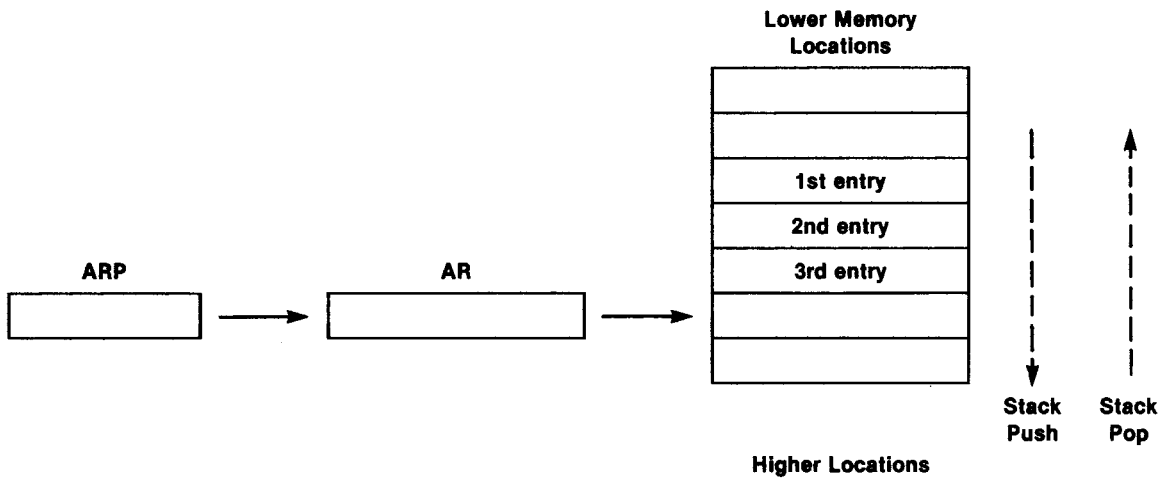 Lower Memory
Locations
1st entry
2nd entry
ARP
AR
3rd entry
Stack
Push
Stack
Pop
Higher Locations